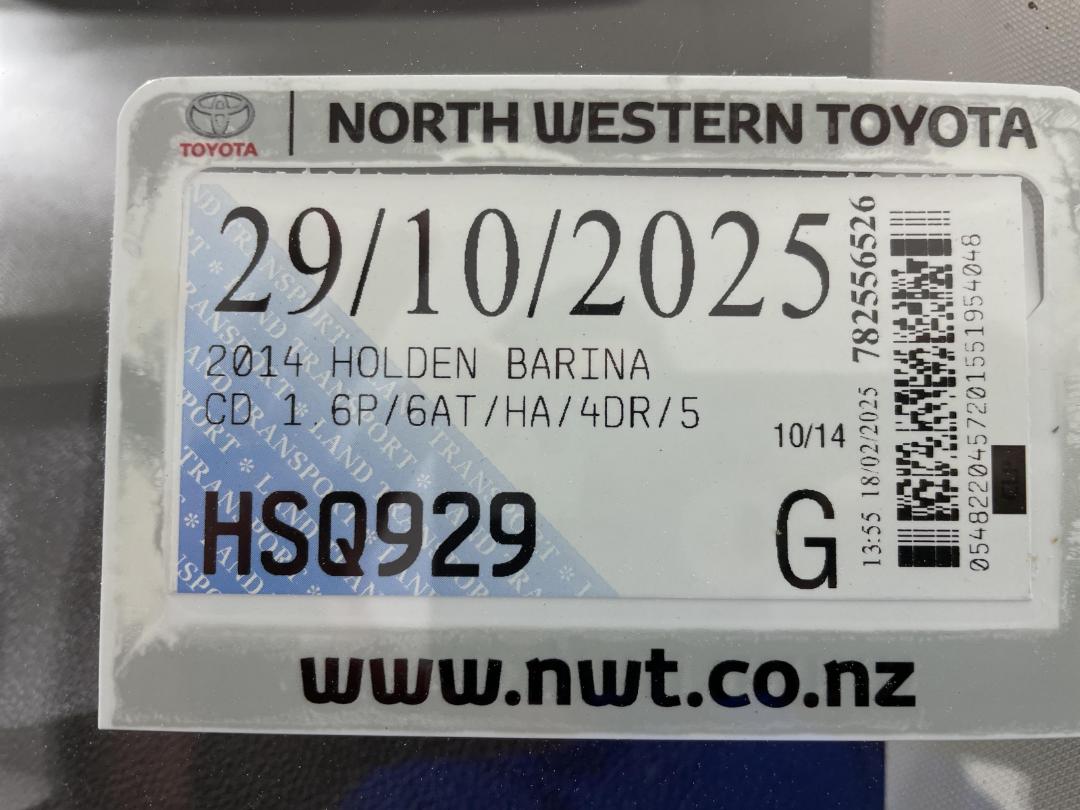 TOYOTA
NORTH WESTERN TOYOTA
29/10/2025
2014 HOLDEN BARINA
CD 1.6P/6AT/HA/4DR/5
10/14
HSQ929
G
13:55 18/02/2025 782556526
0548220457201551954048
www.nwt.co.nz